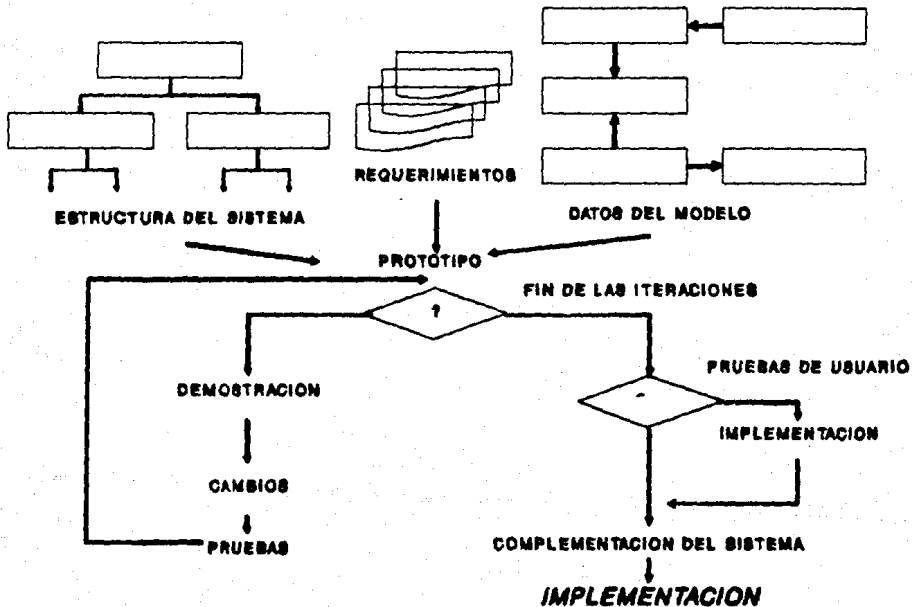 REQUERIMIENTOS
ESTRUCTURA DEL SISTEMA
DATOS DEL MODELO
PROTOTIPO
FIN DE LAS ITERACIONES
?
PRUEBAS DE USUARIO
DEMOSTRACION
IMPLEMENTACION
CAMBIOS
PRUEBAS
COMPLEMENTACION DEL SISTEMA
IMPLEMENTACION